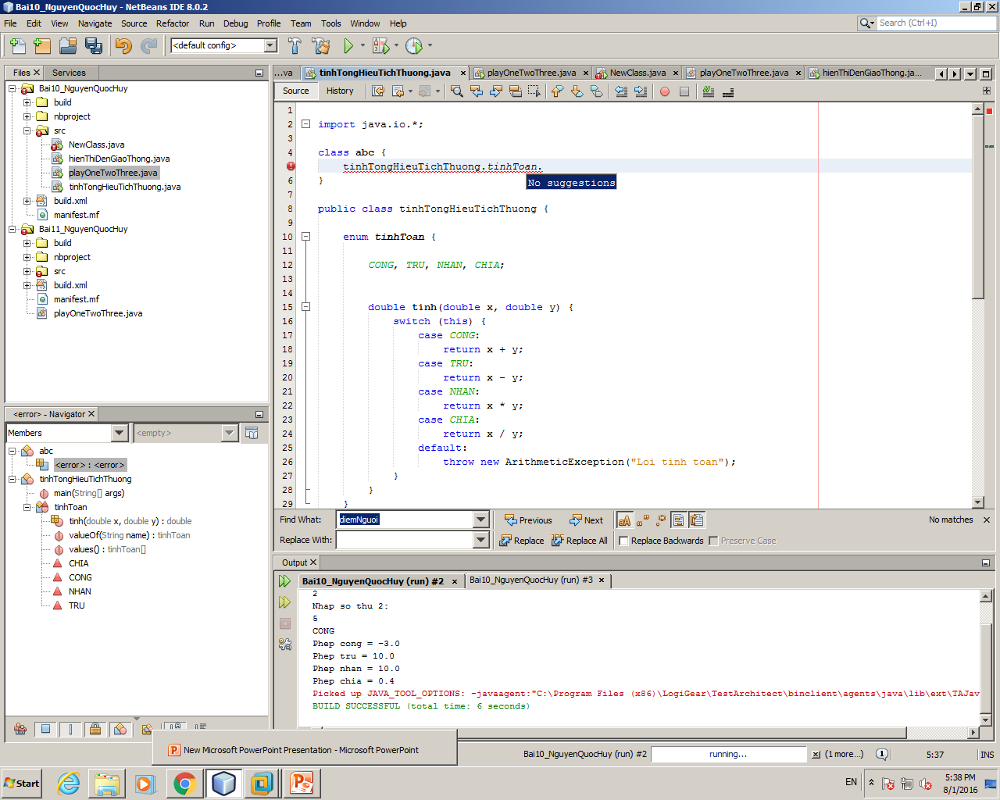 Bai10_NguyenQuocHuy - NetBeans IDE 8.0.2
File Edit View Navigate Source Refactor Run Debug Profile Team Tools Window Help
Search (Ctrl+I)
<default config>
Files Services
Bai10_NguyenQuocHuy
build
nbproject
src
NewClass.java
hienThiDenGiaoThong.java
playOneTwoThree.java
tinhTongHieuTichThuong.java
build.xml
manifest.mf
Bai11_NguyenQuocHuy
build
nbproject
src
build.xml
manifest.mf
playOneTwoThree.java
<error> - Navigator
Members <empty>
abc
<error> : <error>
tinhTongHieuTichThuong
main(String[] args)
tinhToan
tinh(double x, double y) : double
valueOf(String name) : tinhToan
values() : tinhToan[]
CHIA
CONG
NHAN
TRU
...va tinhTongHieuTichThuong.java playOneTwoThree.java NewClass.java playOneTwoThree.java hienThiDenGiaoThong.ja...
Source History
1
2 import java.io.*;
3
4 class abc {
tinhTongHieuTichThuong.tinhToan.
No suggestions
6 }
7
8 public class tinhTongHieuTichThuong {
9
10 enum tinhToan {
11
12 CONG, TRU, NHAN, CHIA;
13
14
15 double tinh(double x, double y) {
16 switch (this) {
17 case CONG:
18 return x + y;
19 case TRU:
20 return x - y;
21 case NHAN:
22 return x * y;
23 case CHIA:
24 return x / y;
25 default:
26 throw new ArithmeticException("Loi tinh toan");
27 }
28 }
29 }
Find What: diemNguoi Previous Next No matches
Replace With: Replace Replace All Replace Backwards Preserve Case
Output
Bai10_NguyenQuocHuy (run) #2 Bai10_NguyenQuocHuy (run) #3
2
Nhap so thu 2:
5
CONG
Phep cong = -3.0
Phep tru = 10.0
Phep nhan = 10.0
Phep chia = 0.4
Picked up JAVA_TOOL_OPTIONS: -javaagent:"C:\Program Files (x86)\LogiGear\TestArchitect\binclient\agents\java\lib\ext\TAJav
BUILD SUCCESSFUL (total time: 6 seconds)
New Microsoft PowerPoint Presentation - Microsoft PowerPoint
Bai10_NguyenQuocHuy (run) #2 running... (1 more...) 1 5:37 INS
Start
EN
5:38 PM
8/1/2016